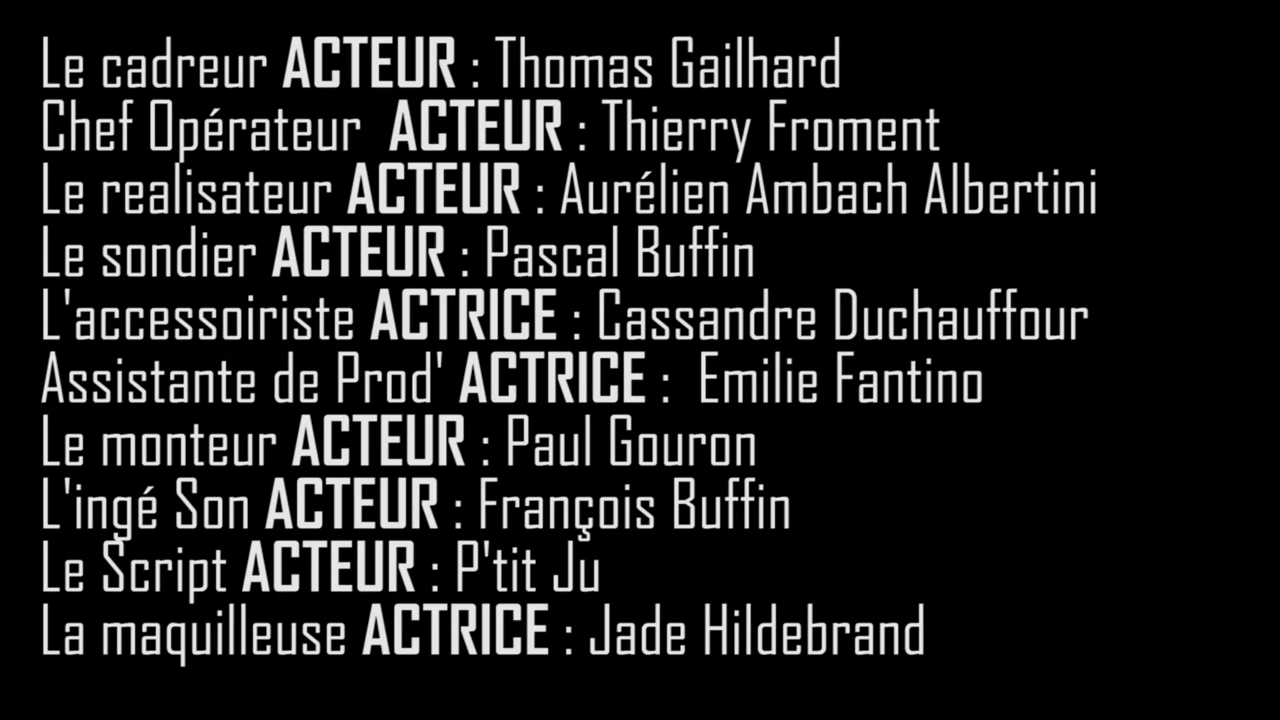 Le cadreur ACTEUR : Thomas Gailhard
Chef Opérateur ACTEUR : Thierry Froment
Le realisateur ACTEUR : Aurélien Ambach Albertini
Le sondier ACTEUR : Pascal Buffin
L'accessoiriste ACTRICE : Cassandre Duchauffour
Assistante de Prod' ACTRICE : Emilie Fantino
Le monteur ACTEUR : Paul Gouron
L'ingé Son ACTEUR : François Buffin
Le Script ACTEUR : P'tit Ju
La maquilleuse ACTRICE : Jade Hildebrand